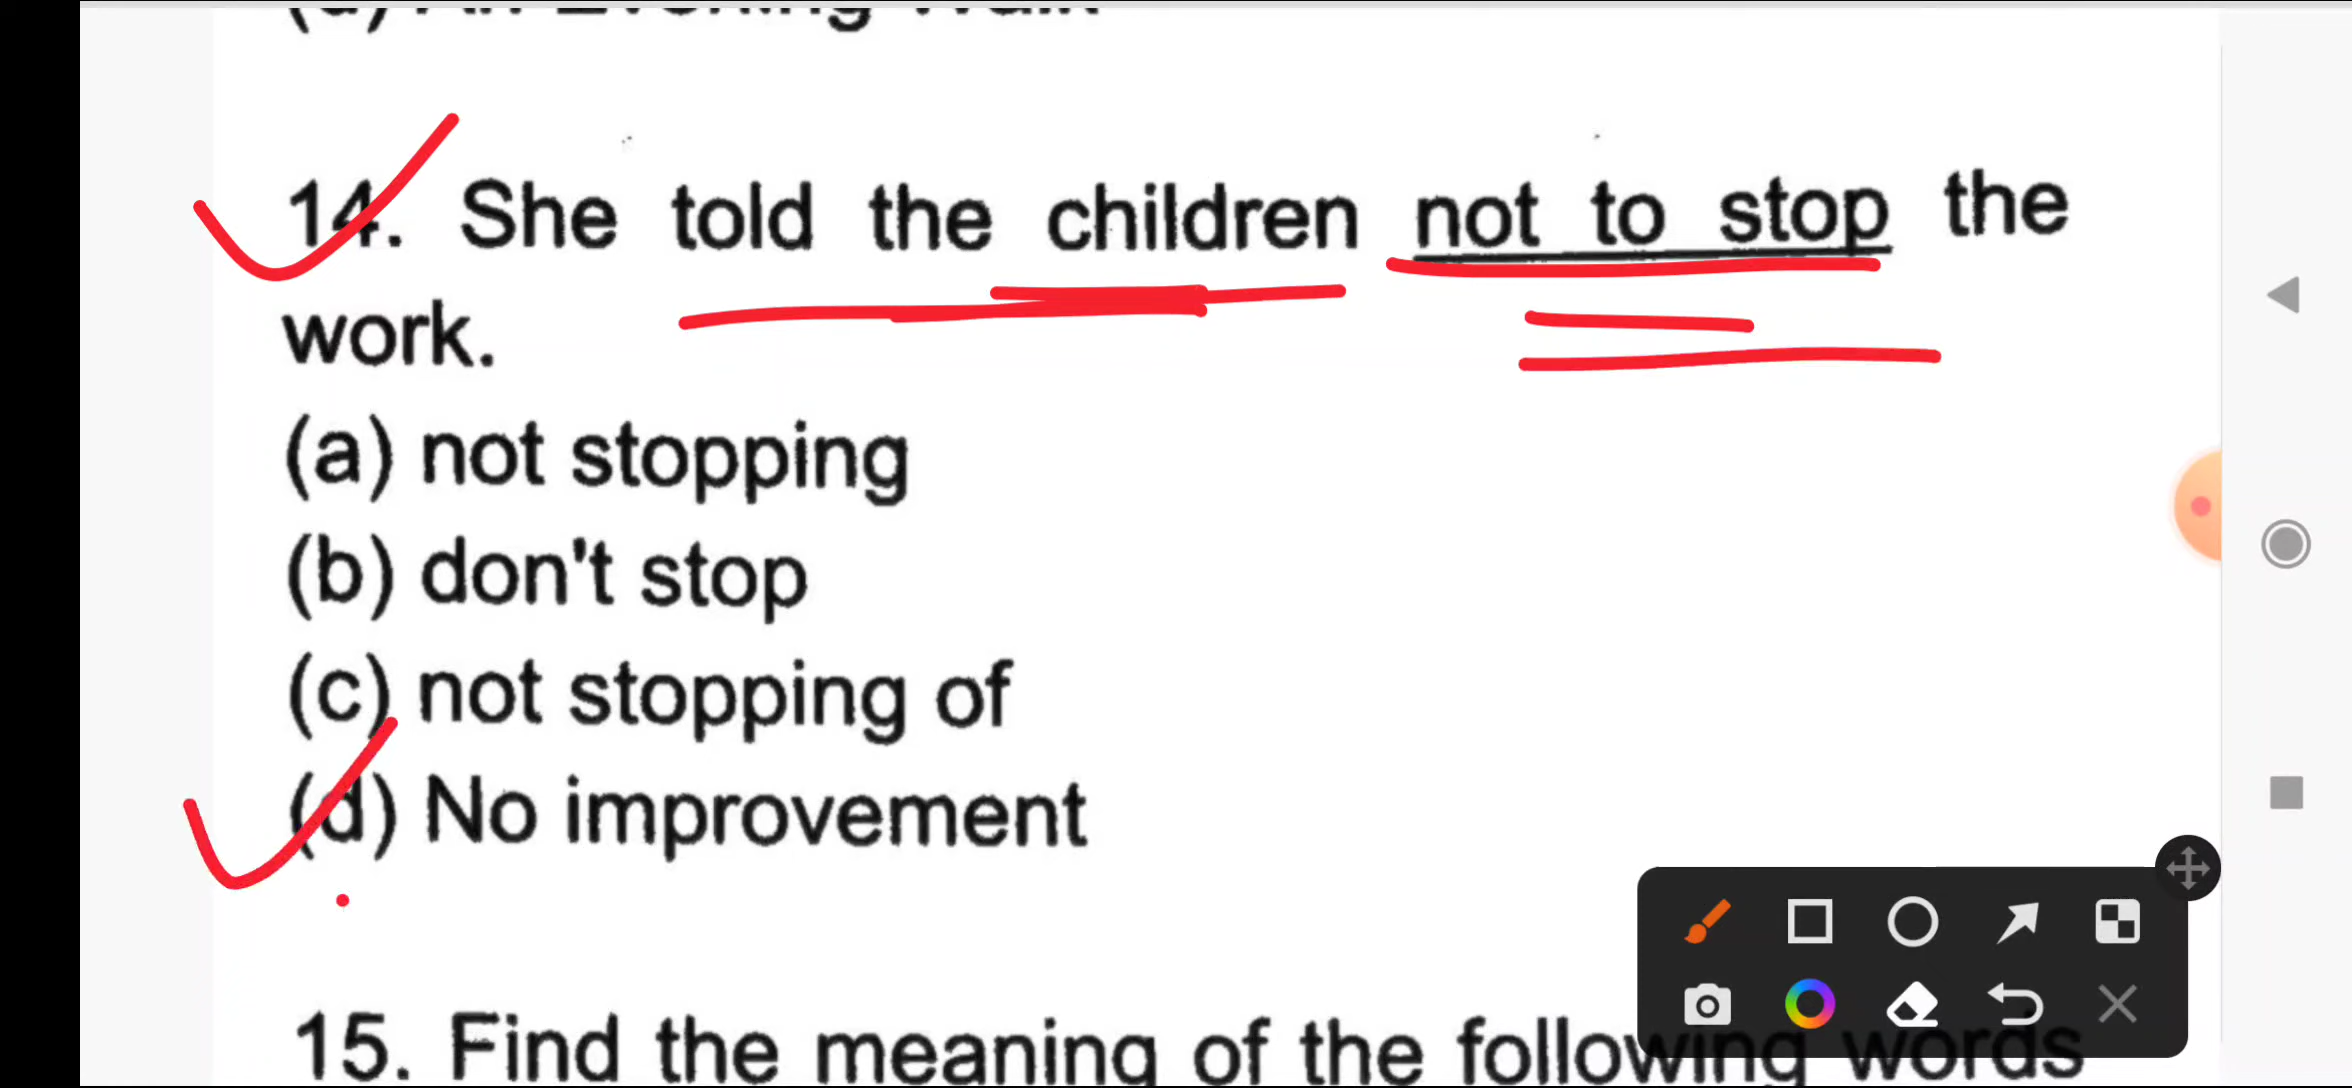 14. She told the children not to stop the
work.
(a) not stopping
(b) don't stop
(c) not stopping of
(d) No improvement
15. Find the meaning of the following words